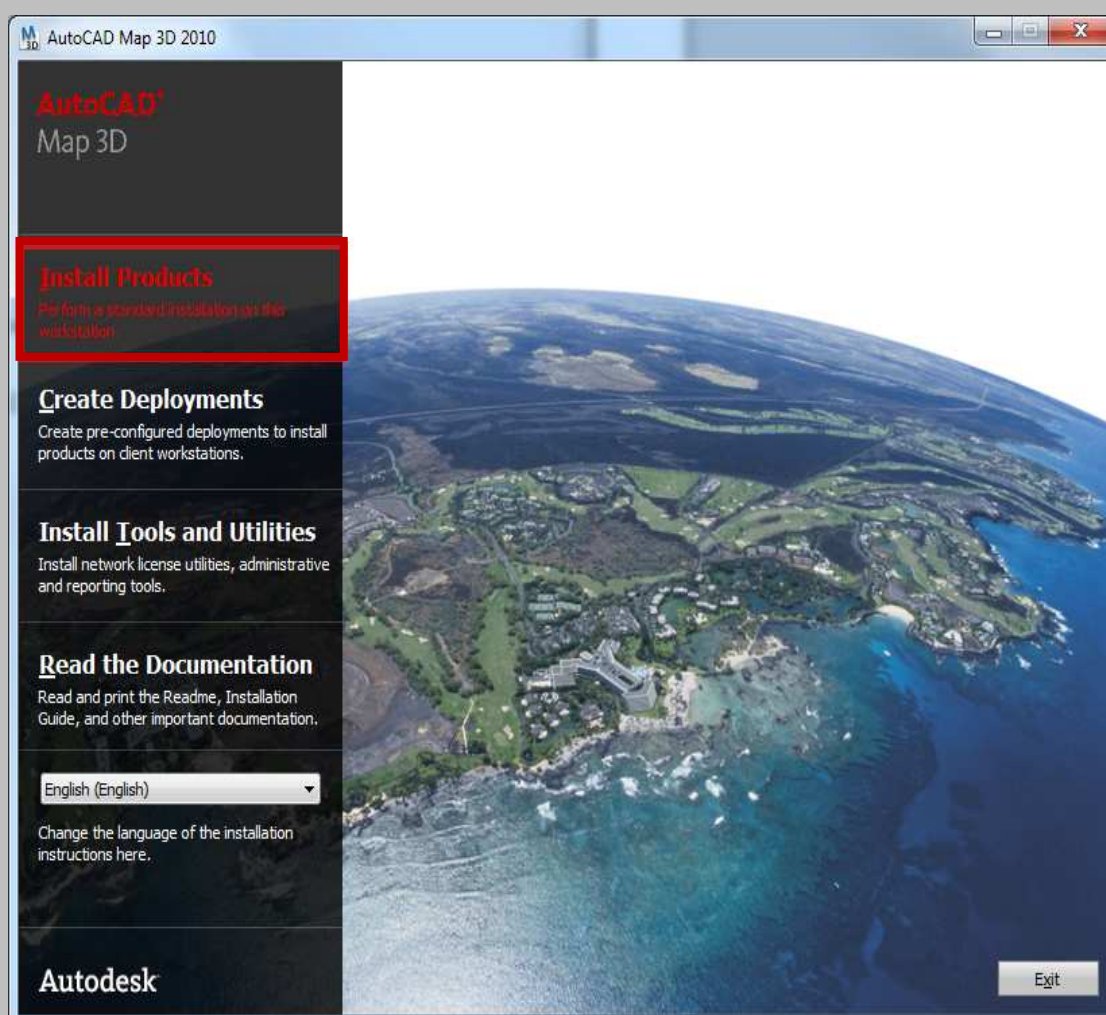 AutoCAD Map 3D 2010
AutoCAD
Map 3D
Install Products
Perform a standard installation on this
workstation.
Create Deployments
Create pre-configured deployments to install
products on client workstations.
Install Tools and Utilities
Install network license utilities, administrative
and reporting tools.
Read the Documentation
Read and print the Readme, Installation
Guide, and other important documentation.
English (English)
Change the language of the installation
instructions here.
Autodesk
Exit